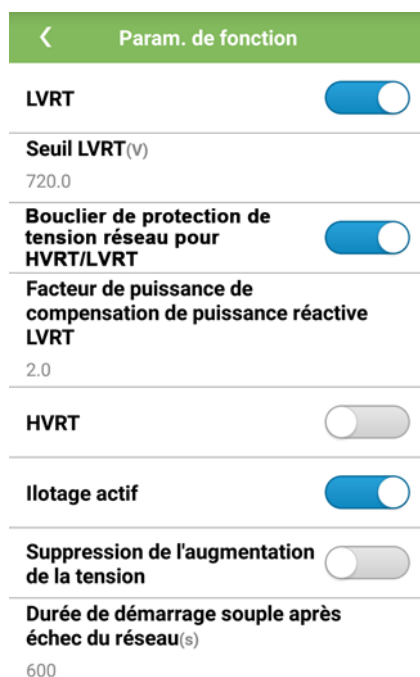 Param. de fonction
LVRT
Seuil LVRT(V)
720.0
Bouclier de protection de
tension réseau pour
HVRT/LVRT
Facteur de puissance de
compensation de puissance réactive
LVRT
2.0
HVRT
Ilotage actif
Suppression de l'augmentation
de la tension
Durée de démarrage souple après
échec du réseau(s)
600